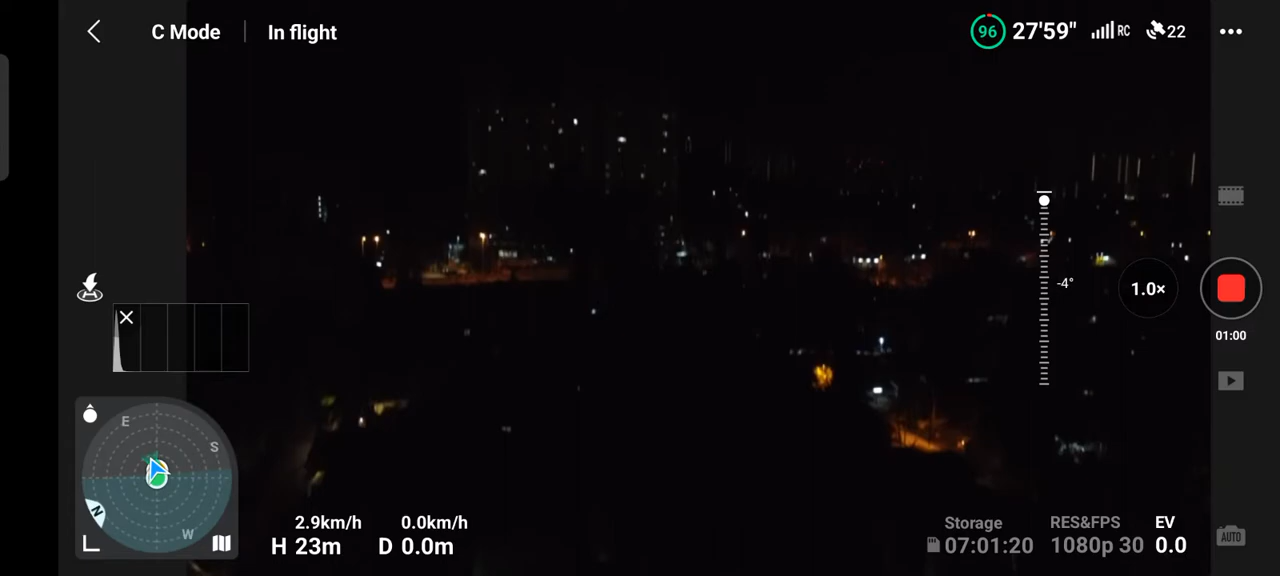 C Mode In flight 96 27'59" RC 22
-4°
1.0×
01:00
E
S
N
W
2.9km/h 0.0km/h Storage RES&FPS EV
H 23m D 0.0m 07:01:20 1080p 30 0.0
AUTO